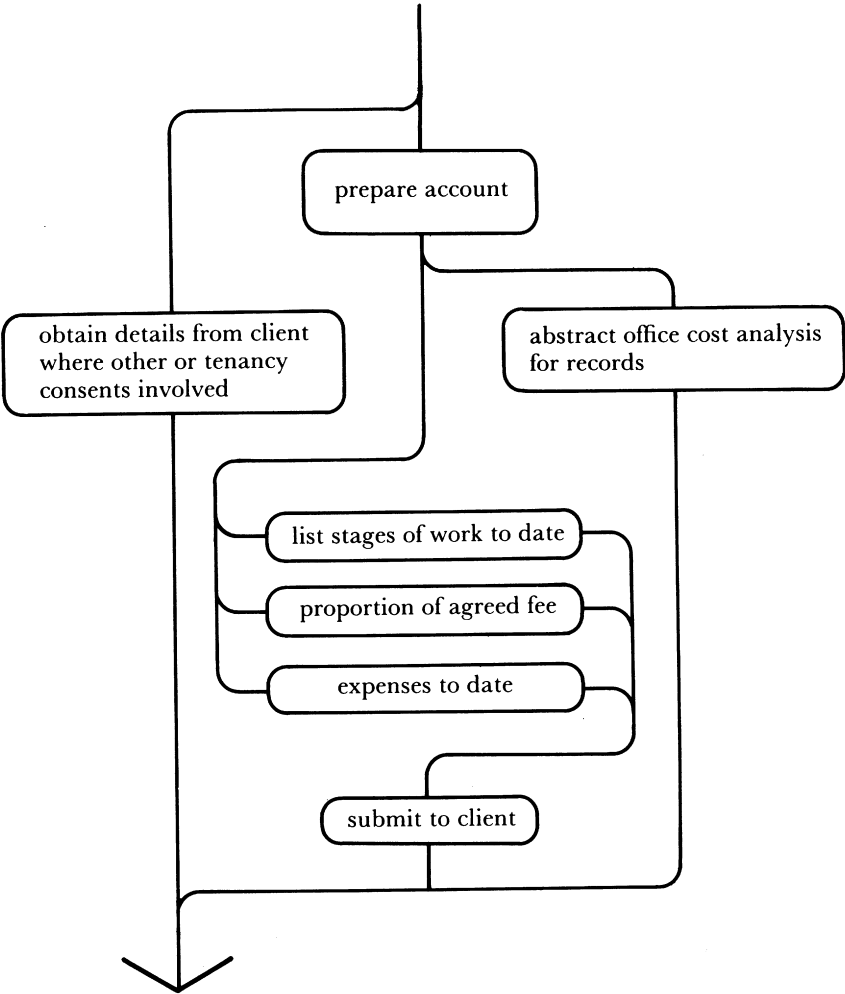 prepare account
obtain details from client
where other or tenancy
consents involved
abstract office cost analysis
for records
list stages of work to date
proportion of agreed fee
expenses to date
submit to client